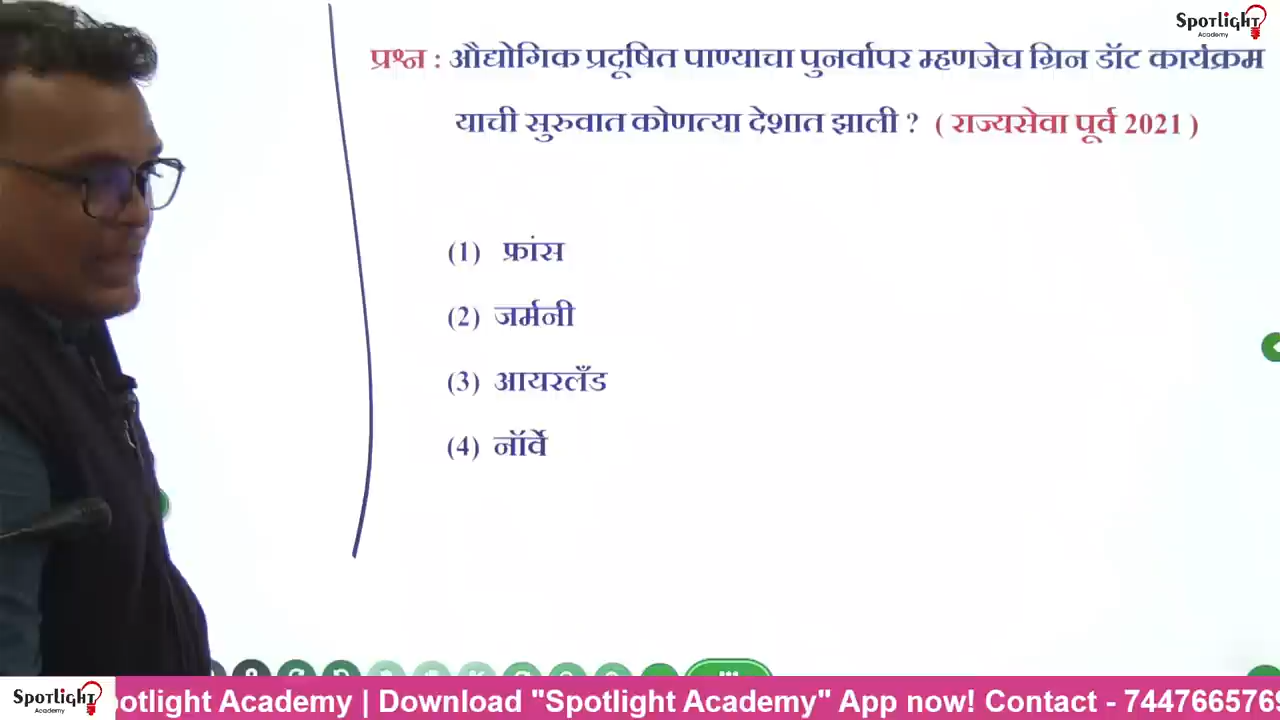 Spotlight
Academy
प्रश्न : औद्योगिक प्रदूषित पाण्याचा पुनर्वापर म्हणजेच ग्रिन डॉट कार्यक्रम
याची सुरुवात कोणत्या देशात झाली ? ( राज्यसेवा पूर्व 2021 )
(1) फ्रांस
(2) जर्मनी
(3) आयरलँड
(4) नॉर्वे
Spotlight
Academy
otlight Academy | Download "Spotlight Academy" App now! Contact - 744766576